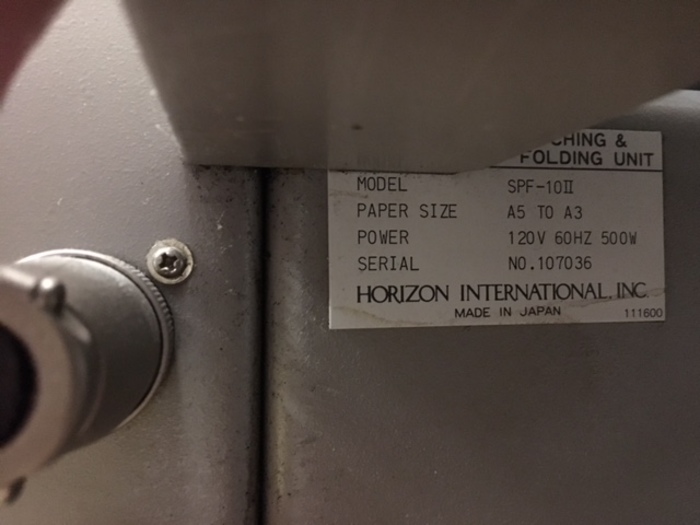 CHING &
FOLDING UNIT
MODEL SPF-10II
PAPER SIZE A5 TO A3
POWER 120V 60HZ 500W
SERIAL NO.107036
HORIZON INTERNATIONAL, INC.
MADE IN JAPAN 111600